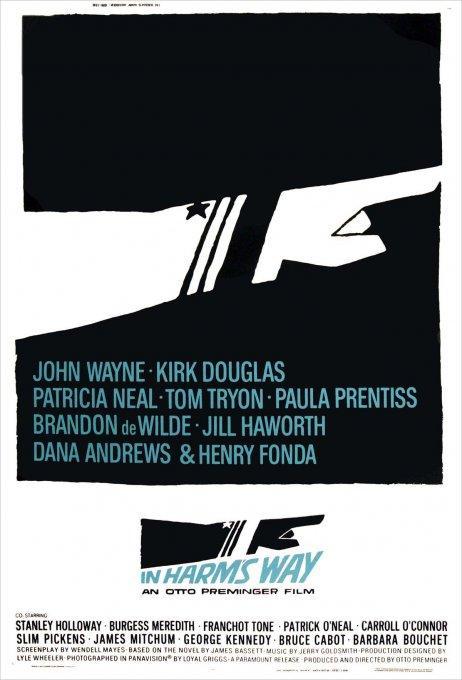 JOHN WAYNE · KIRK DOUGLAS
PATRICIA NEAL · TOM TRYON · PAULA PRENTISS
BRANDON de WILDE · JILL HAWORTH
DANA ANDREWS & HENRY FONDA
IN HARMS WAY
AN OTTO PREMINGER FILM
CO-STARRING
STANLEY HOLLOWAY · BURGESS MEREDITH · FRANCHOT TONE · PATRICK O'NEAL · CARROLL O'CONNOR
SLIM PICKENS · JAMES MITCHUM · GEORGE KENNEDY · BRUCE CABOT · BARBARA BOUCHET
SCREENPLAY BY WENDELL MAYES · BASED ON THE NOVEL BY JAMES BASSETT · MUSIC BY JERRY GOLDSMITH · PRODUCTION DESIGNED BY
LYLE WHEELER · PHOTOGRAPHED IN PANAVISION® BY LOYAL GRIGGS · A PARAMOUNT RELEASE · PRODUCED AND DIRECTED BY OTTO PREMINGER